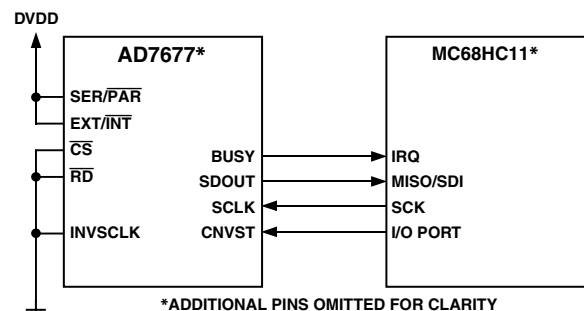 DVDD
AD7677*
MC68HC11*
SER/PAR
EXT/INT
CS
RD
INVSCLK
BUSY
SDOUT
SCLK
CNVST
IRQ
MISO/SDI
SCK
I/O PORT
*ADDITIONAL PINS OMITTED FOR CLARITY